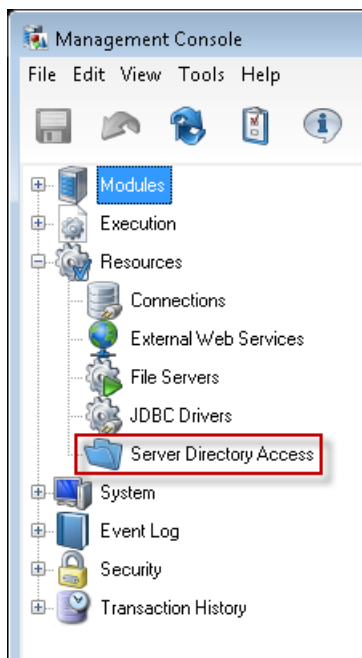 Management Console
File Edit View Tools Help
Modules
Execution
Resources
Connections
External Web Services
File Servers
JDBC Drivers
Server Directory Access
System
Event Log
Security
Transaction History